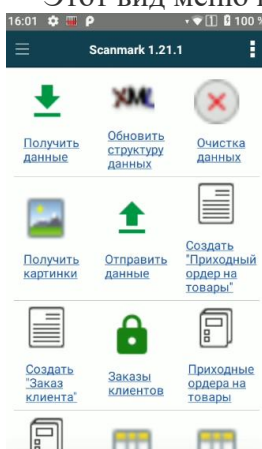 Этот вид меню
16:01 100 %
Scanmark 1.21.1
XML
Получить
данные
Обновить
структуру
данных
Очистка
данных
Получить
картинки
Отправить
данные
Создать
"Приходный
ордер на
товары"
Создать
"Заказ
клиента"
Заказы
клиентов
Приходные
ордера на
товары